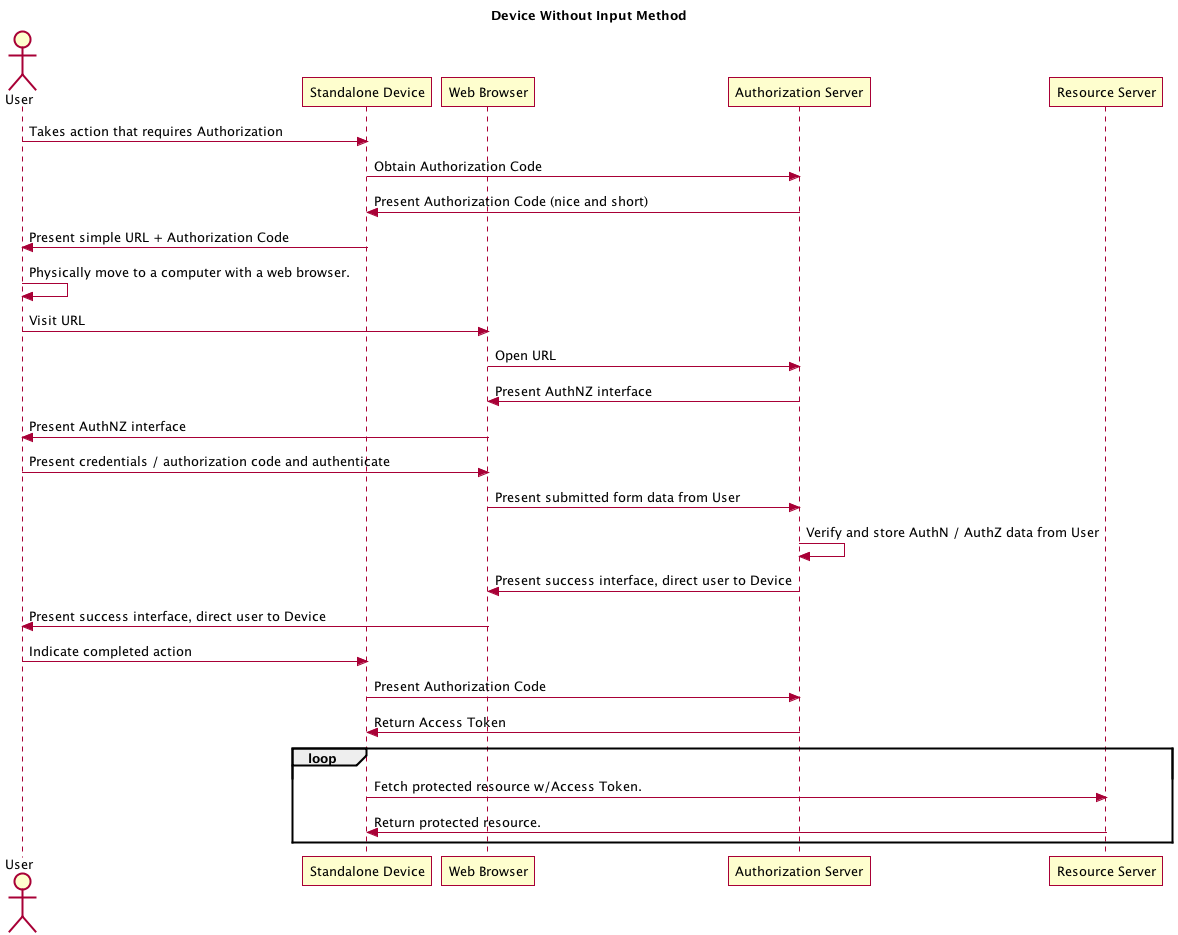 Device Without Input Method
User
Standalone Device
Web Browser
Authorization Server
Resource Server
Takes action that requires Authorization
Obtain Authorization Code
Present Authorization Code (nice and short)
Present simple URL + Authorization Code
Physically move to a computer with a web browser.
Visit URL
Open URL
Present AuthNZ interface
Present AuthNZ interface
Present credentials / authorization code and authenticate
Present submitted form data from User
Verify and store AuthN / AuthZ data from User
Present success interface, direct user to Device
Present success interface, direct user to Device
Indicate completed action
Present Authorization Code
Return Access Token
loop
Fetch protected resource w/Access Token.
Return protected resource.
User
Standalone Device
Web Browser
Authorization Server
Resource Server